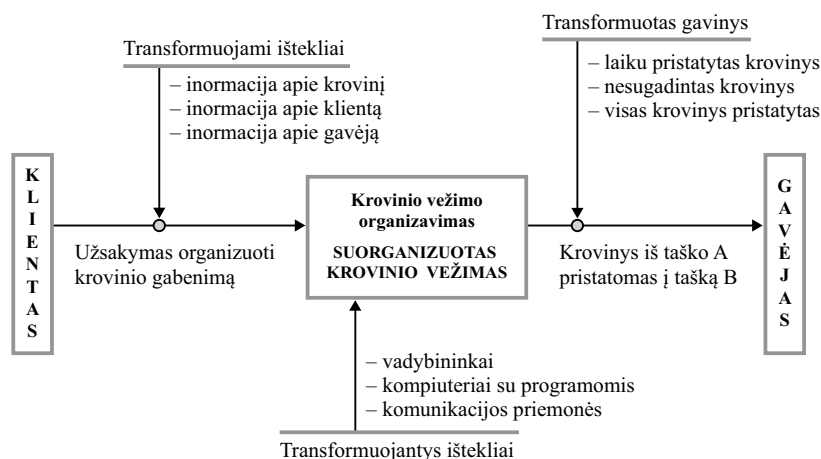 Transformuojami ištekliai
– inormacija apie krovinį
– inormacija apie klientą
– inormacija apie gavėją
Transformuotas gavinys
– laiku pristatytas krovinys
– nesugadintas krovinys
– visas krovinys pristatytas
KLIENTAS
Užsakymas organizuoti
krovinio gabenimą
Krovinio vežimo
organizavimas
SUORGANIZUOTAS
KROVINIO VEŽIMAS
Krovinys iš taško A
pristatomas į tašką B
GAVĖJAS
– vadybininkai
– kompiuteriai su programomis
– komunikacijos priemonės
Transformuojantys ištekliai